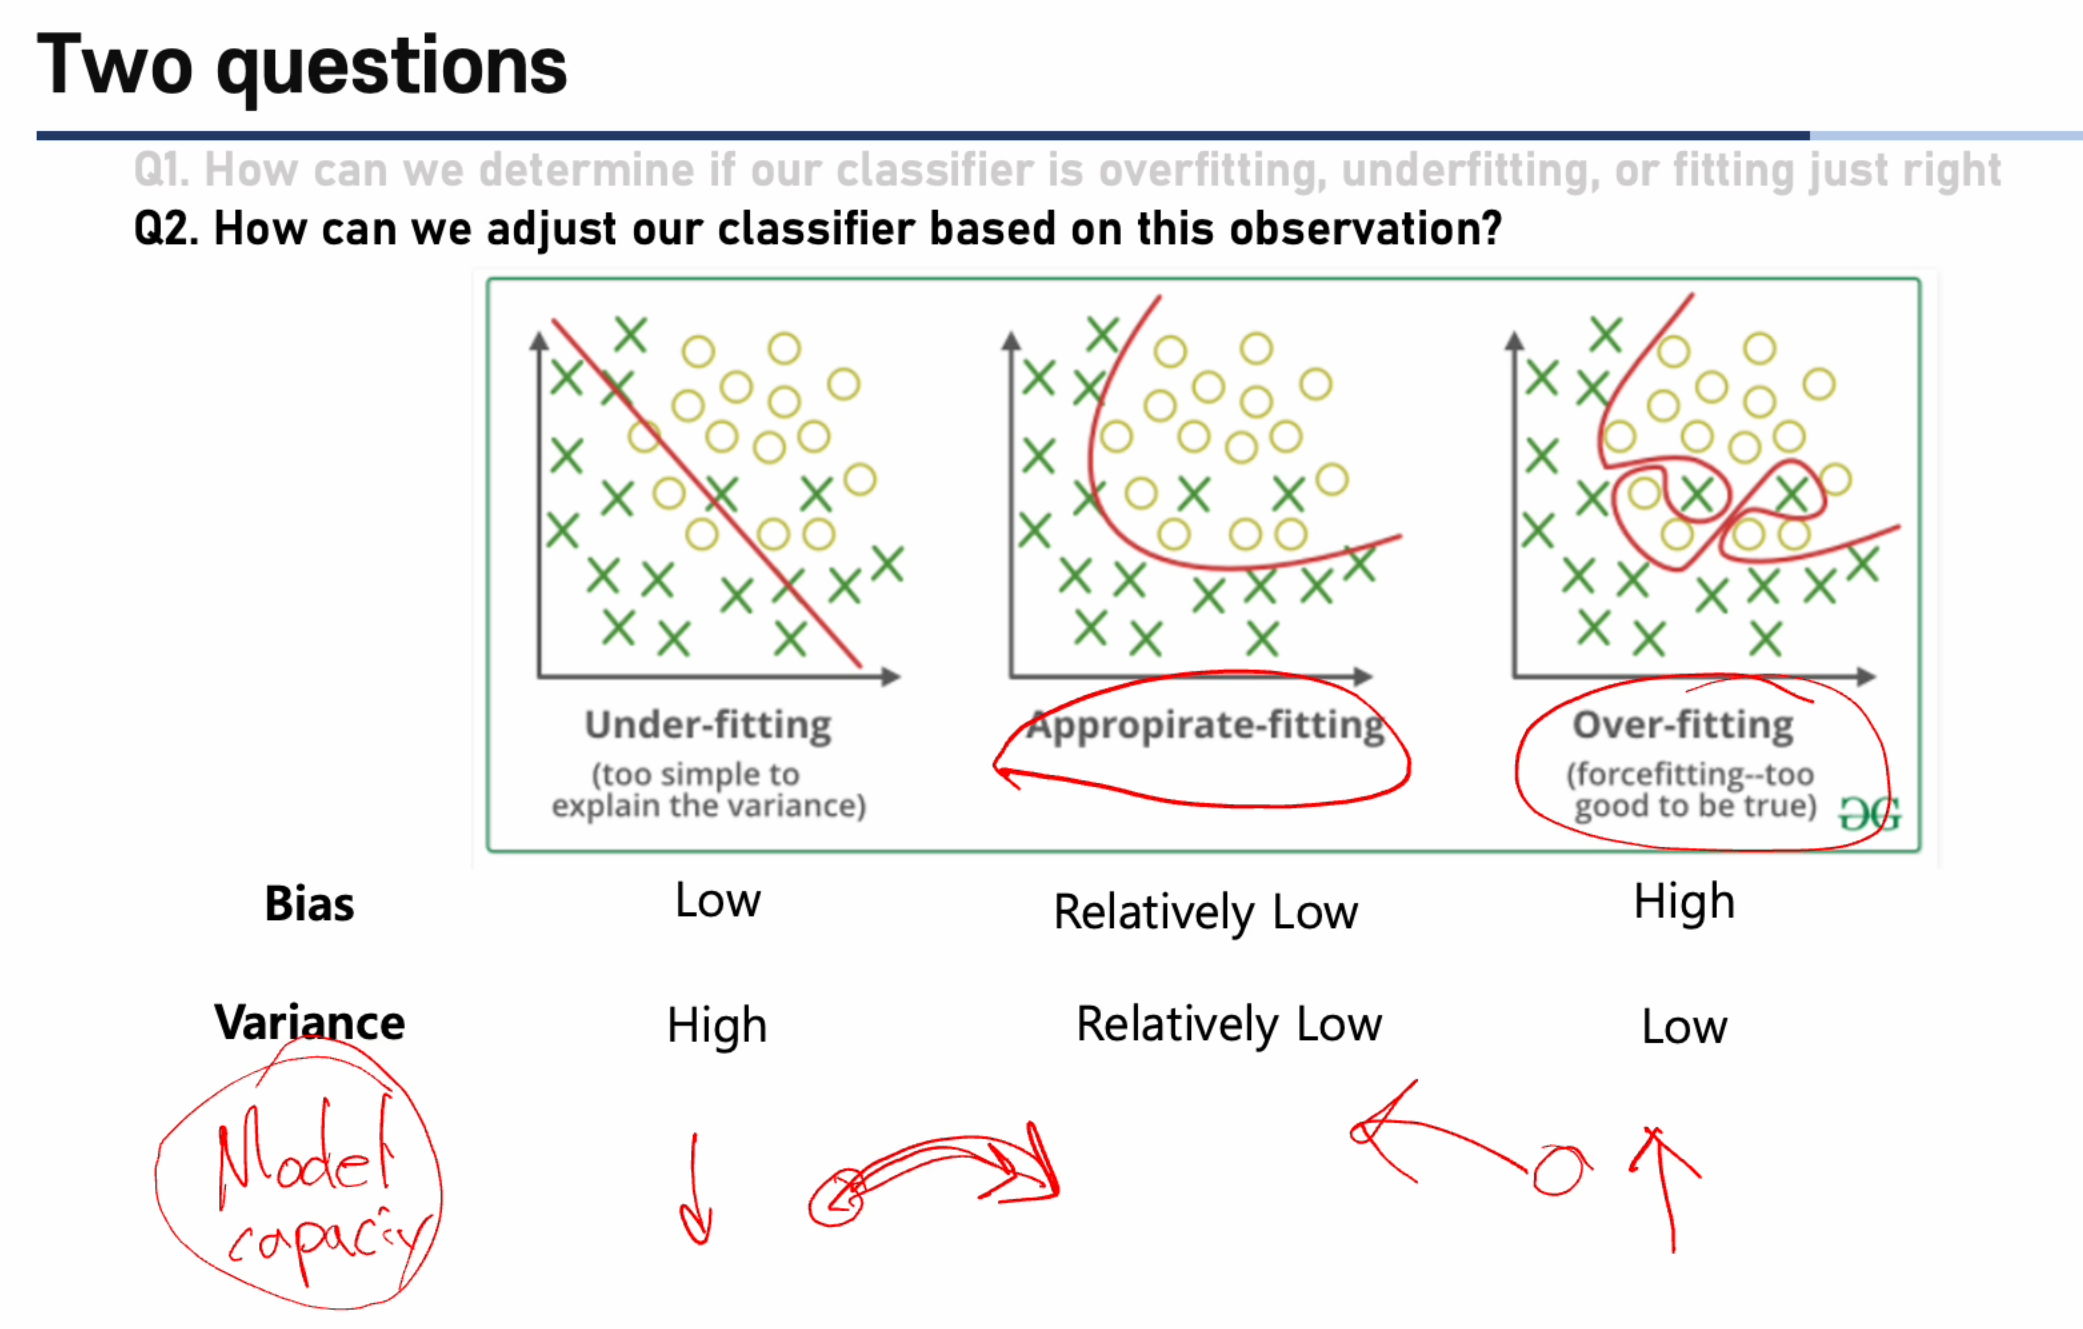 Two questions
Q1. How can we determine if our classifier is overfitting, underfitting, or fitting just right
Q2. How can we adjust our classifier based on this observation?
Under-fitting
(too simple to
explain the variance)
Appropirate-fitting
Over-fitting
(forcefitting--too
good to be true)
Bias Low Relatively Low High
Variance High Relatively Low Low
Model
capaciy